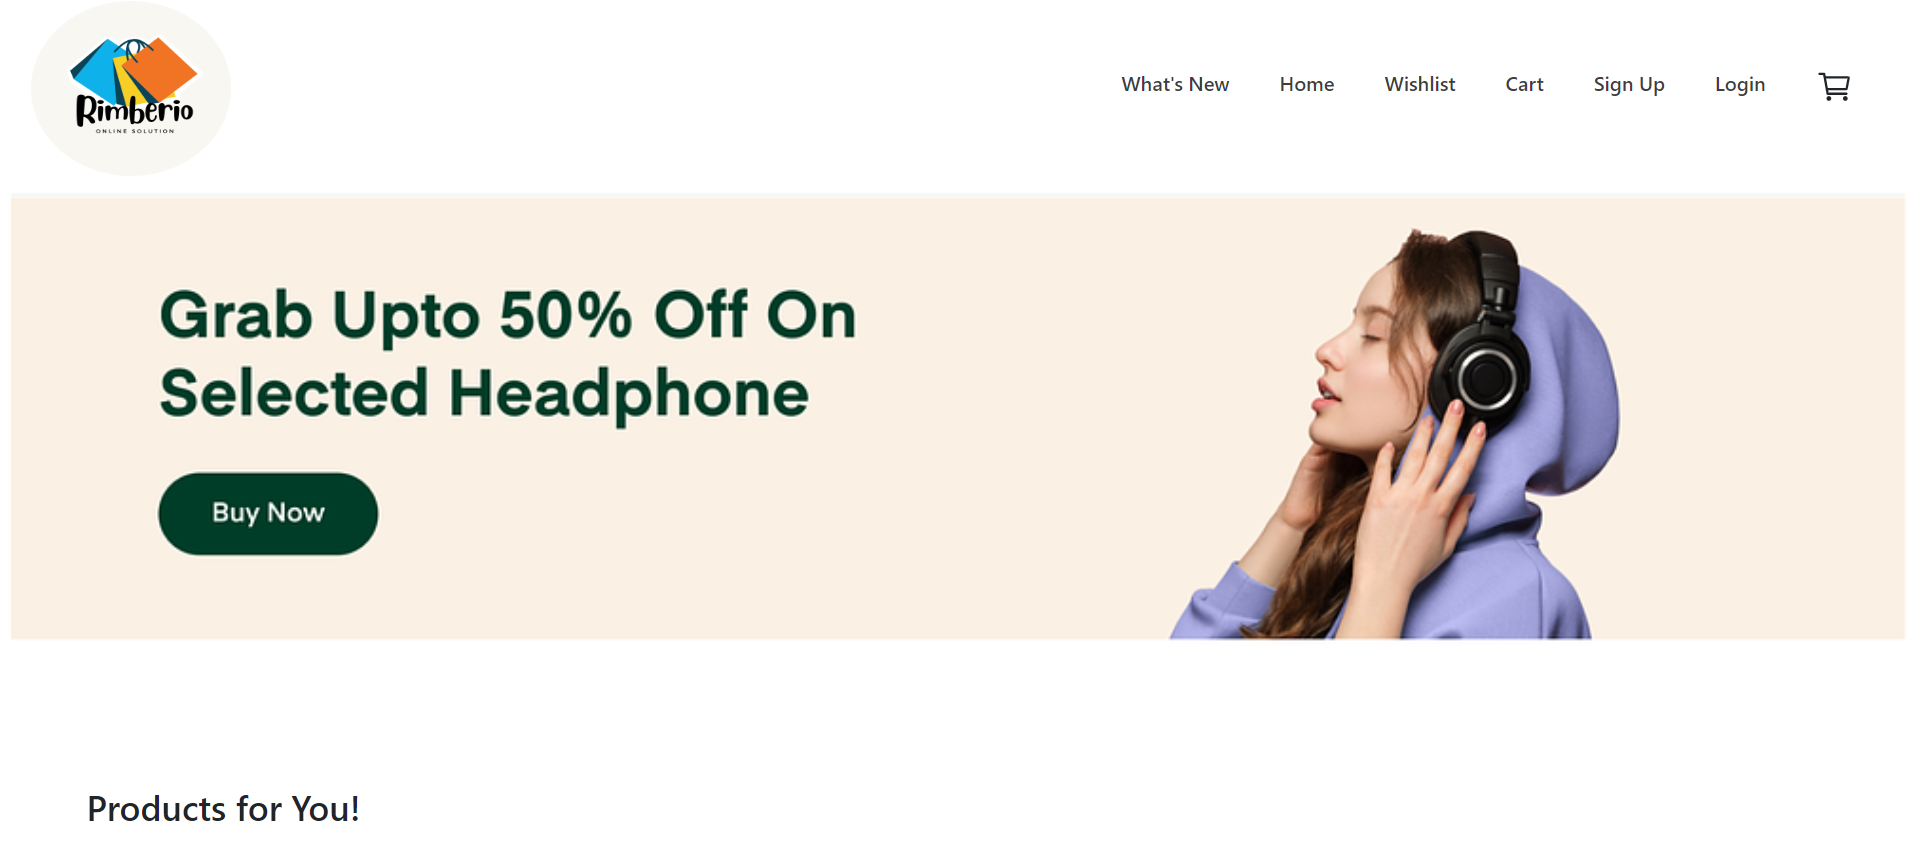 Rimberio
ONLINE SOLUTION
What's New
Home
Wishlist
Cart
Sign Up
Login
Grab Upto 50% Off On
Selected Headphone
Buy Now
Products for You!